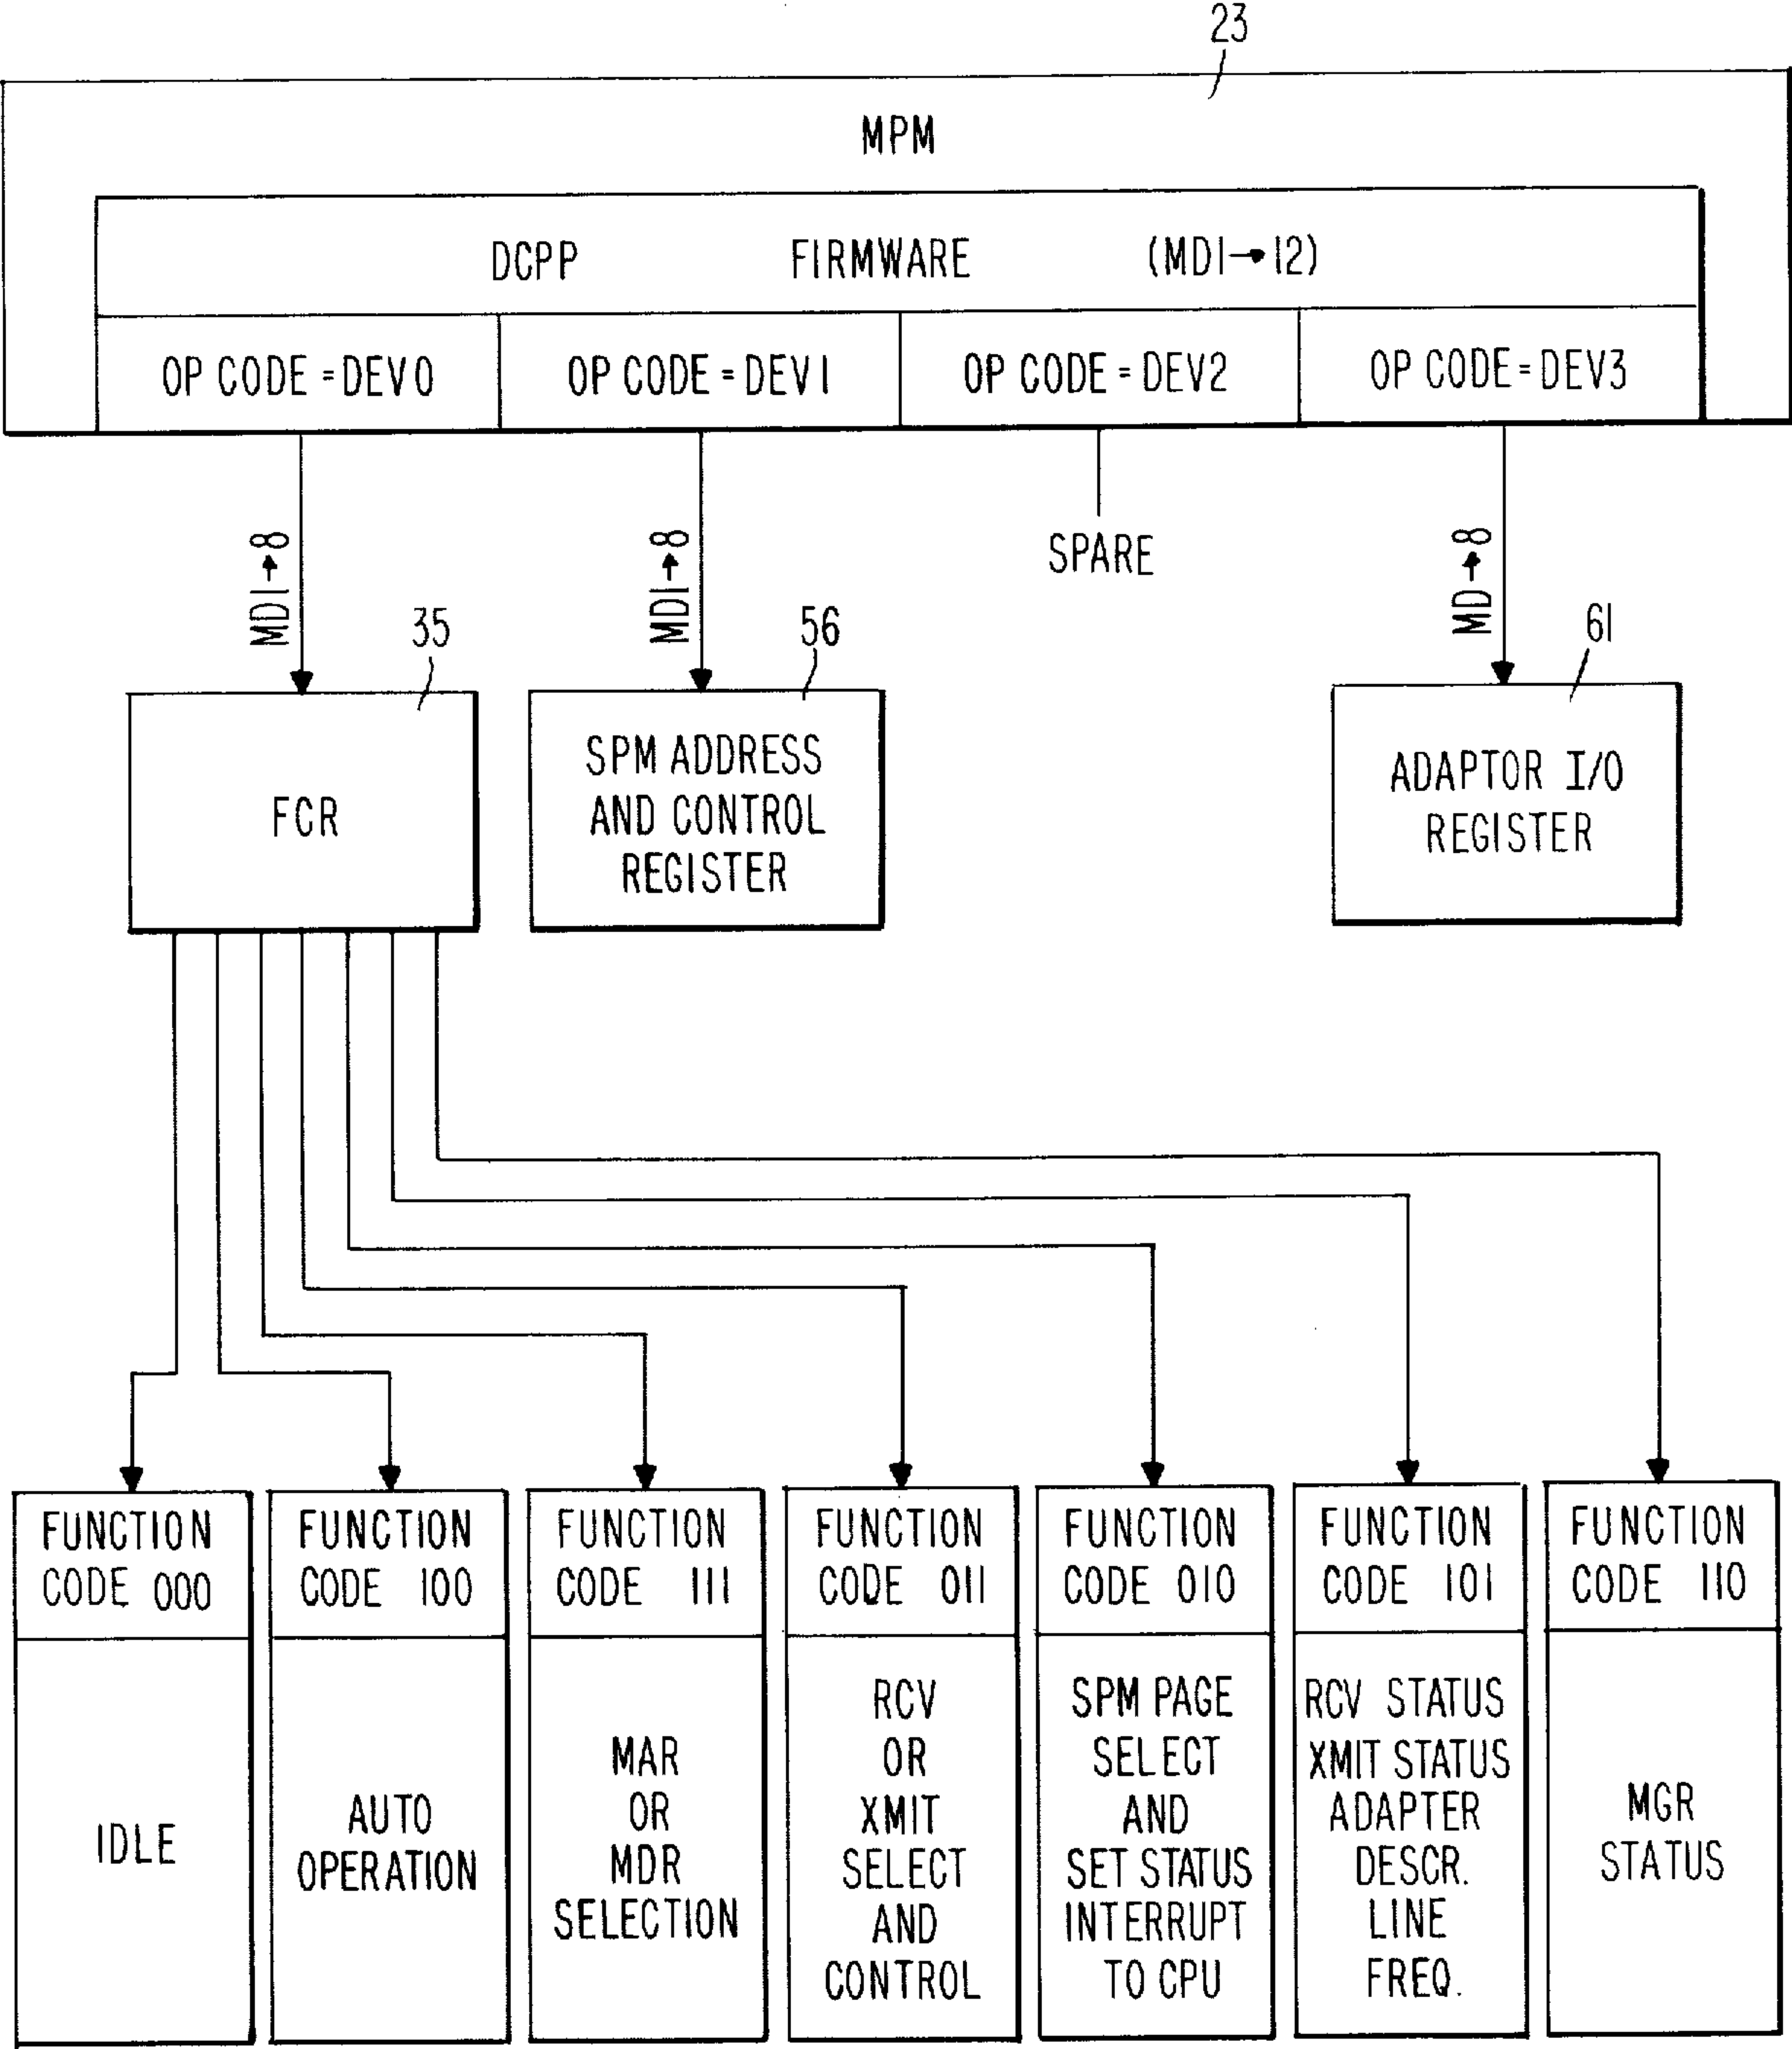 23
MPM
DCPP FIRMWARE (MD1→12)
OP CODE = DEV0
OP CODE = DEV1
OP CODE = DEV2
OP CODE = DEV3
MD1→8
MD1→8
SPARE
MD→8
35
56
61
FCR
SPM ADDRESS
AND CONTROL
REGISTER
ADAPTOR I/O
REGISTER
FUNCTION
CODE 000
IDLE
FUNCTION
CODE 100
AUTO
OPERATION
FUNCTION
CODE 111
MAR
OR
MDR
SELECTION
FUNCTION
CODE 011
RCV
OR
XMIT
SELECT
AND
CONTROL
FUNCTION
CODE 010
SPM PAGE
SELECT
AND
SET STATUS
INTERRUPT
TO CPU
FUNCTION
CODE 101
RCV STATUS
XMIT STATUS
ADAPTER
DESCR.
LINE
FREQ.
FUNCTION
CODE 110
MGR
STATUS